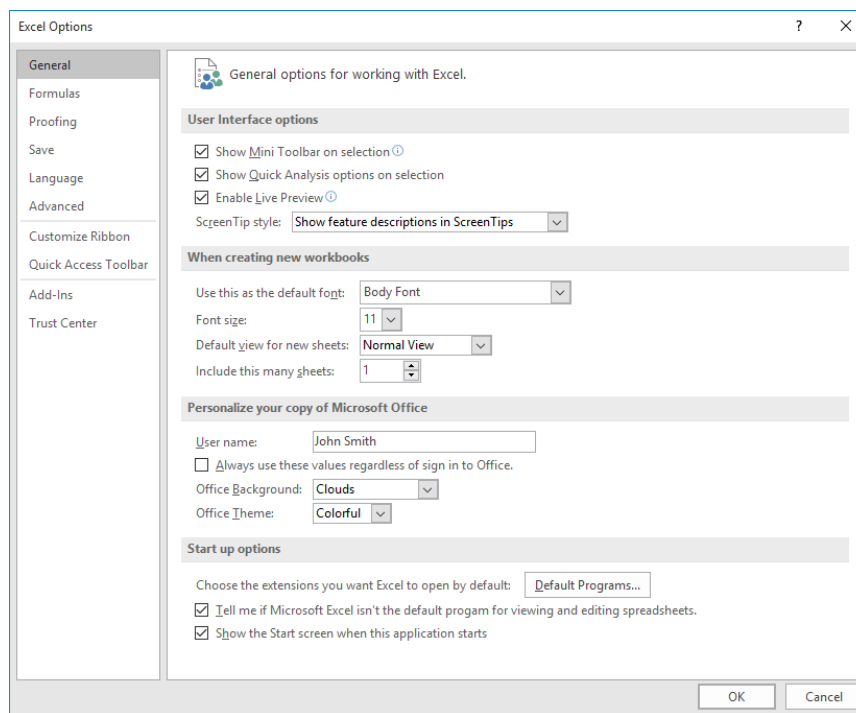 Excel Options
General
Formulas
Proofing
Save
Language
Advanced
Customize Ribbon
Quick Access Toolbar
Add-Ins
Trust Center
General options for working with Excel.
User Interface options
Show Mini Toolbar on selection
Show Quick Analysis options on selection
Enable Live Preview
ScreenTip style: Show feature descriptions in ScreenTips
When creating new workbooks
Use this as the default font: Body Font
Font size: 11
Default view for new sheets: Normal View
Include this many sheets: 1
Personalize your copy of Microsoft Office
User name: John Smith
Always use these values regardless of sign in to Office.
Office Background: Clouds
Office Theme: Colorful
Start up options
Choose the extensions you want Excel to open by default: Default Programs...
Tell me if Microsoft Excel isn't the default progam for viewing and editing spreadsheets.
Show the Start screen when this application starts
OK Cancel